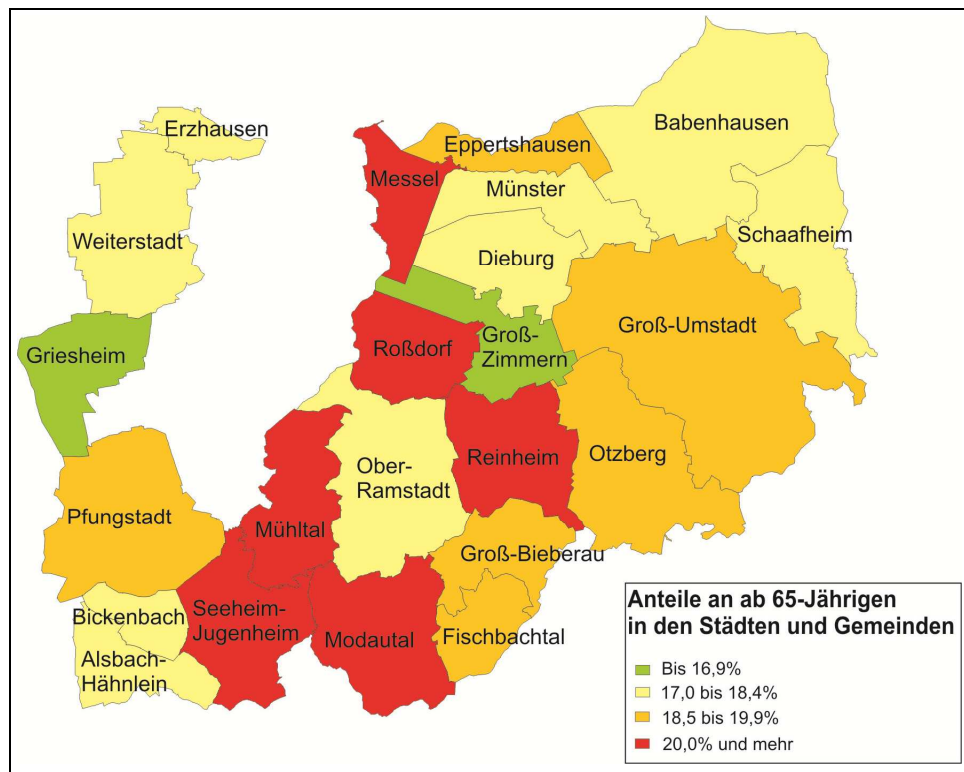 Erzhausen
Babenhausen
Eppertshausen
Messel
Münster
Weiterstadt
Schaafheim
Dieburg
Groß-Umstadt
Griesheim
Roßdorf
Groß-
Zimmern
Reinheim
Otzberg
Ober-
Ramstadt
Pfungstadt
Mühltal
Groß-Bieberau
Bickenbach
Seeheim-
Jugenheim
Modautal
Fischbachtal
Alsbach-
Hähnlein
Anteile an ab 65-Jährigen
in den Städten und Gemeinden
Bis 16,9%
17,0 bis 18,4%
18,5 bis 19,9%
20,0% und mehr